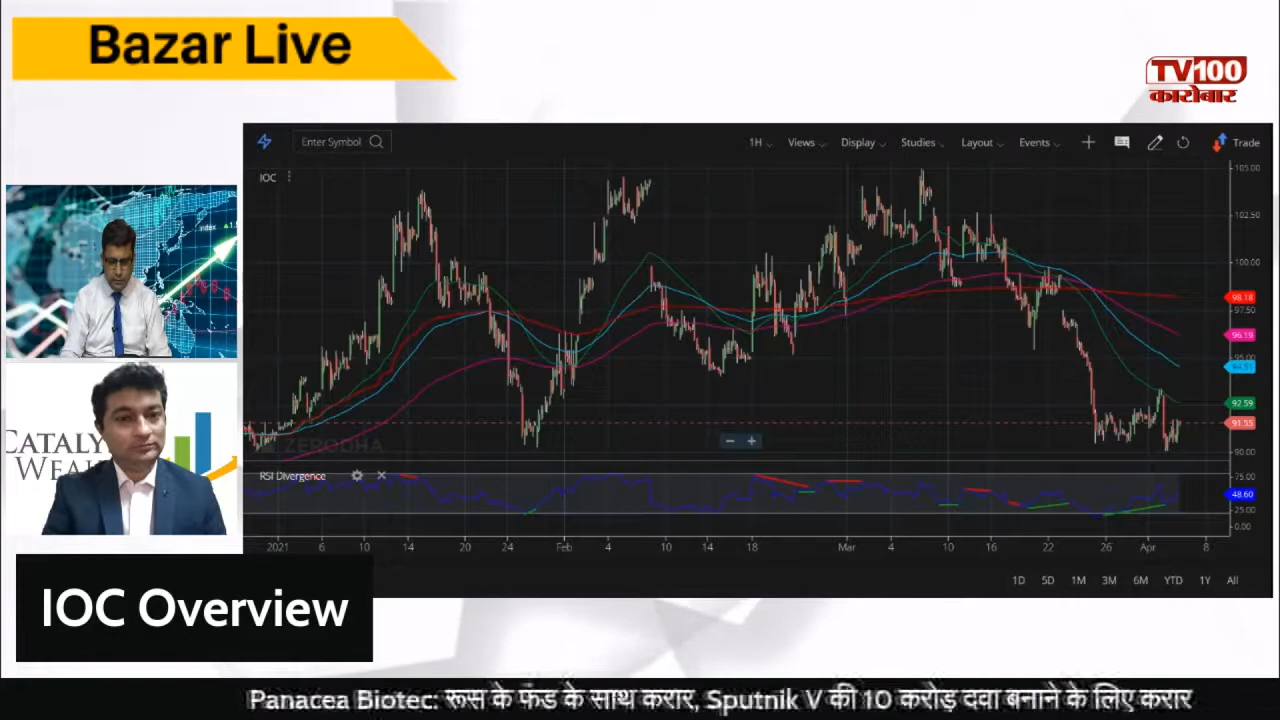 Bazar Live
TV100
कारोबार
Enter Symbol
1H Views Display Studies Layout Events Trade
IOC
105.00
102.50
100.00
98.18
97.50
96.19
95.00
92.59
91.55
90.00
ZERODHA
RSI Divergence
75.00
48.60
25.00
0.00
2021 6 10 14 20 24 Feb 4 10 14 18 Mar 4 10 16 22 26 Apr 8
1D 5D 1M 3M 6M YTD 1Y All
index
CATALY
WEA
IOC Overview
Panacea Biotec: रूस के फंड के साथ करार, Sputnik V की 10 करोड़ दवा बनाने के लिए करार